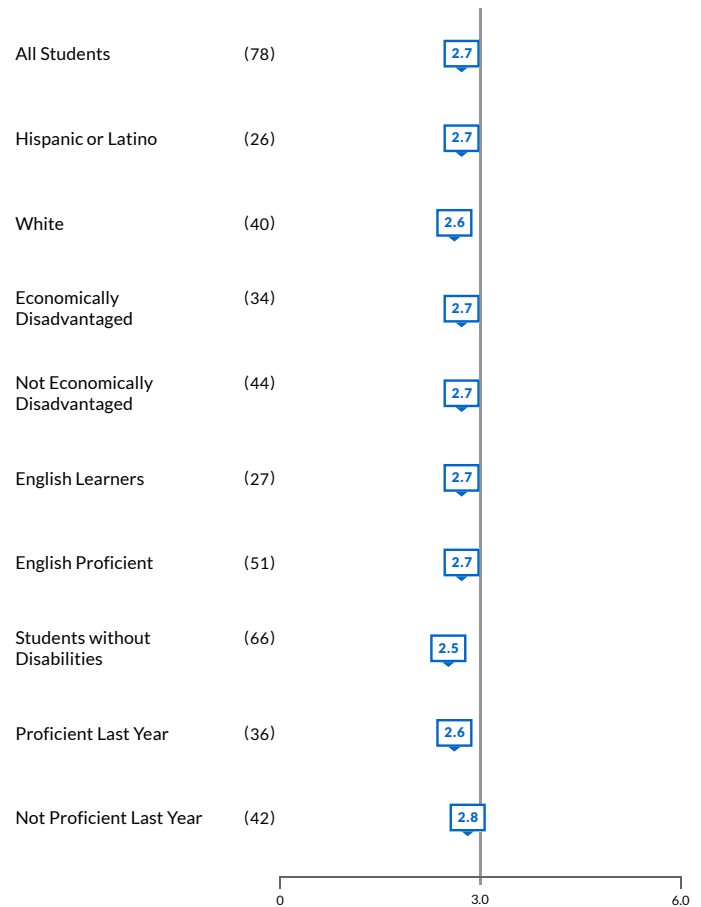 All Students (78) 2.7
Hispanic or Latino (26) 2.7
White (40) 2.6
Economically
Disadvantaged (34) 2.7
Not Economically
Disadvantaged (44) 2.7
English Learners (27) 2.7
English Proficient (51) 2.7
Students without
Disabilities (66) 2.5
Proficient Last Year (36) 2.6
Not Proficient Last Year (42) 2.8
0 3.0 6.0